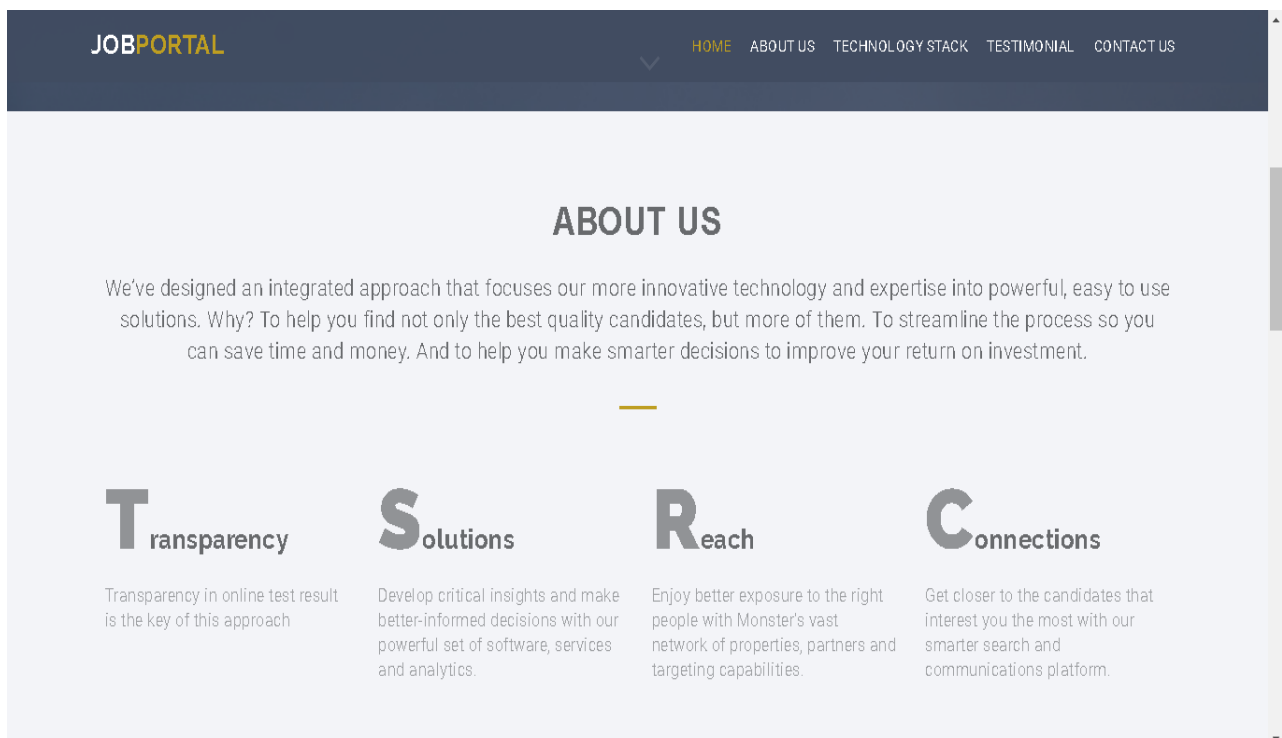 JOBPORTAL
HOME ABOUT US TECHNOLOGY STACK TESTIMONIAL CONTACT US
ABOUT US
We've designed an integrated approach that focuses our more innovative technology and expertise into powerful, easy to use
solutions. Why? To help you find not only the best quality candidates, but more of them. To streamline the process so you
can save time and money. And to help you make smarter decisions to improve your return on investment.
Transparency
Transparency in online test result
is the key of this approach
Solutions
Develop critical insights and make
better-informed decisions with our
powerful set of software, services
and analytics.
Reach
Enjoy better exposure to the right
people with Monster's vast
network of properties, partners and
targeting capabilities.
Connections
Get closer to the candidates that
interest you the most with our
smarter search and
communications platform.